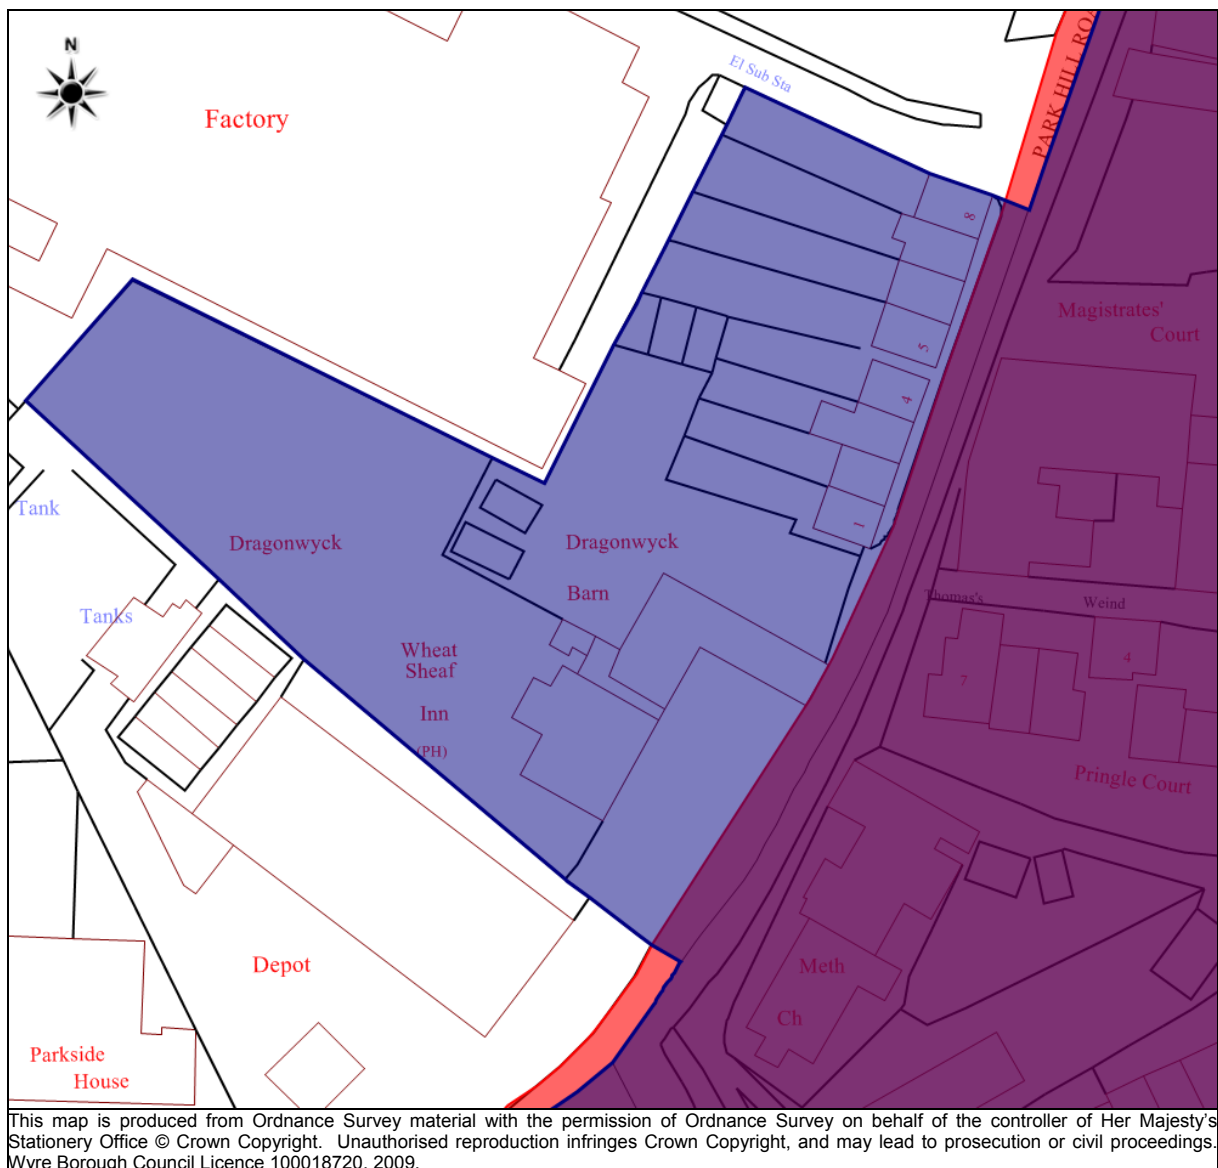 N
Factory
El Sub Sta
PARK HILL ROA
8
Magistrates'
Court
5
4
Tank
1
Dragonwyck
Dragonwyck
Barn
Thomas's
Weind
Tanks
Wheat
Sheaf
4
7
Inn
(PH)
Pringle Court
Depot
Meth
Ch
Parkside
House
This map is produced from Ordnance Survey material with the permission of Ordnance Survey on behalf of the controller of Her Majesty's
Stationery Office © Crown Copyright. Unauthorised reproduction infringes Crown Copyright, and may lead to prosecution or civil proceedings.
Wyre Borough Council Licence 100018720. 2009.